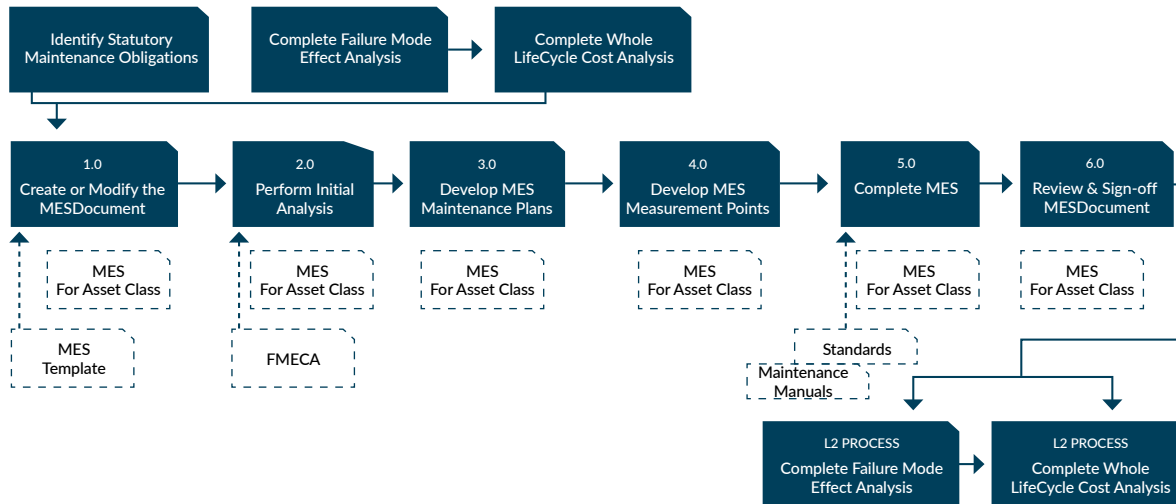 Identify Statutory
Maintenance Obligations
Complete Failure Mode
Effect Analysis
Complete Whole
LifeCycle Cost Analysis
1.0
Create or Modify the
MESDocument
2.0
Perform Initial
Analysis
3.0
Develop MES
Maintenance Plans
4.0
Develop MES
Measurement Points
5.0
Complete MES
6.0
Review & Sign-off
MESDocument
MES
For Asset Class
MES
For Asset Class
MES
For Asset Class
MES
For Asset Class
MES
For Asset Class
MES
For Asset Class
MES
Template
FMECA
Standards
Maintenance
Manuals
L2 PROCESS
Complete Failure Mode
Effect Analysis
L2 PROCESS
Complete Whole
LifeCycle Cost Analysis